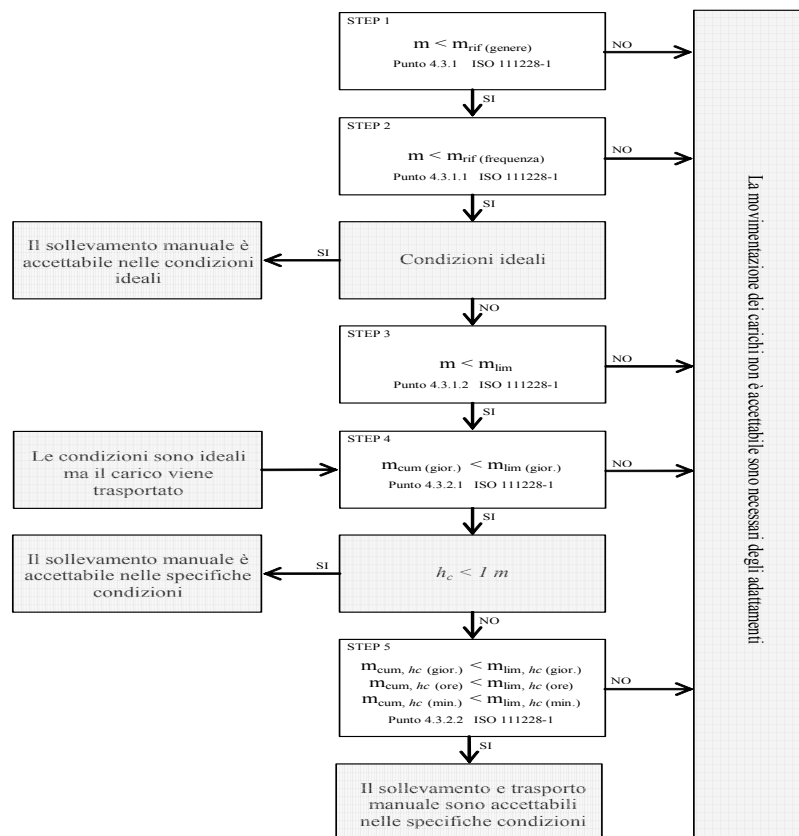 STEP 1
m < mrif (genere)
Punto 4.3.1 ISO 111228-1
NO
SI
STEP 2
m < mrif (frequenza)
Punto 4.3.1.1 ISO 111228-1
NO
SI
Il sollevamento manuale è
accettabile nelle condizioni
ideali
SI
Condizioni ideali
NO
STEP 3
m < mlim
Punto 4.3.1.2 ISO 111228-1
NO
SI
Le condizioni sono ideali
ma il carico viene
trasportato
STEP 4
mcum (gior.) < mlim (gior.)
Punto 4.3.2.1 ISO 111228-1
NO
SI
Il sollevamento manuale è
accettabile nelle specifiche
condizioni
SI
hc < 1 m
NO
STEP 5
mcum, hc (gior.) < mlim, hc (gior.)
mcum, hc (ore) < mlim, hc (ore)
mcum, hc (min.) < mlim, hc (min.)
Punto 4.3.2.2 ISO 111228-1
NO
SI
Il sollevamento e trasporto
manuale sono accettabili
nelle specifiche condizioni
La movimentazione dei carichi non è accettabile sono necessari degli adattamenti